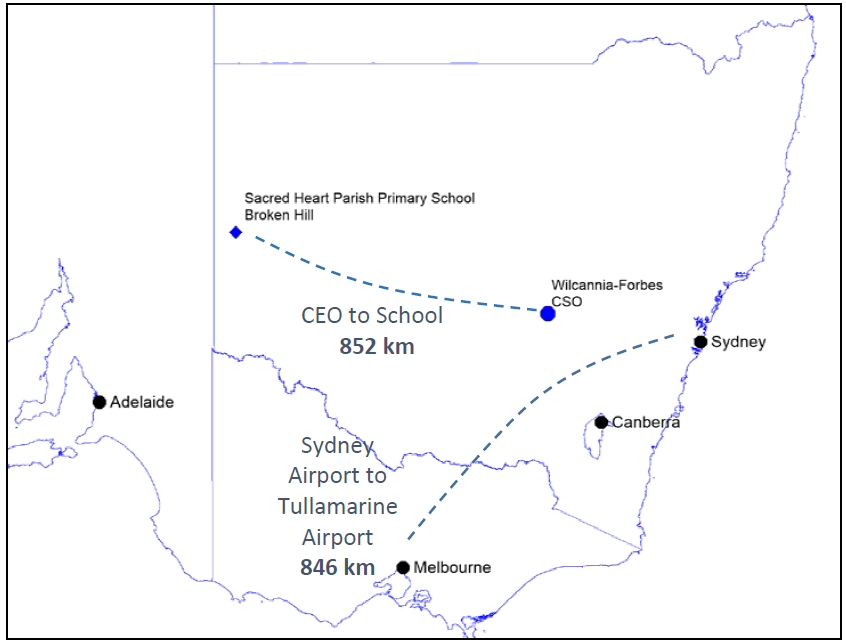 Sacred Heart Parish Primary School
Broken Hill
Wilcannia-Forbes
CSO
CEO to School
852 km
Sydney
Adelaide
Canberra
Sydney
Airport to
Tullamarine
Airport
846 km
Melbourne